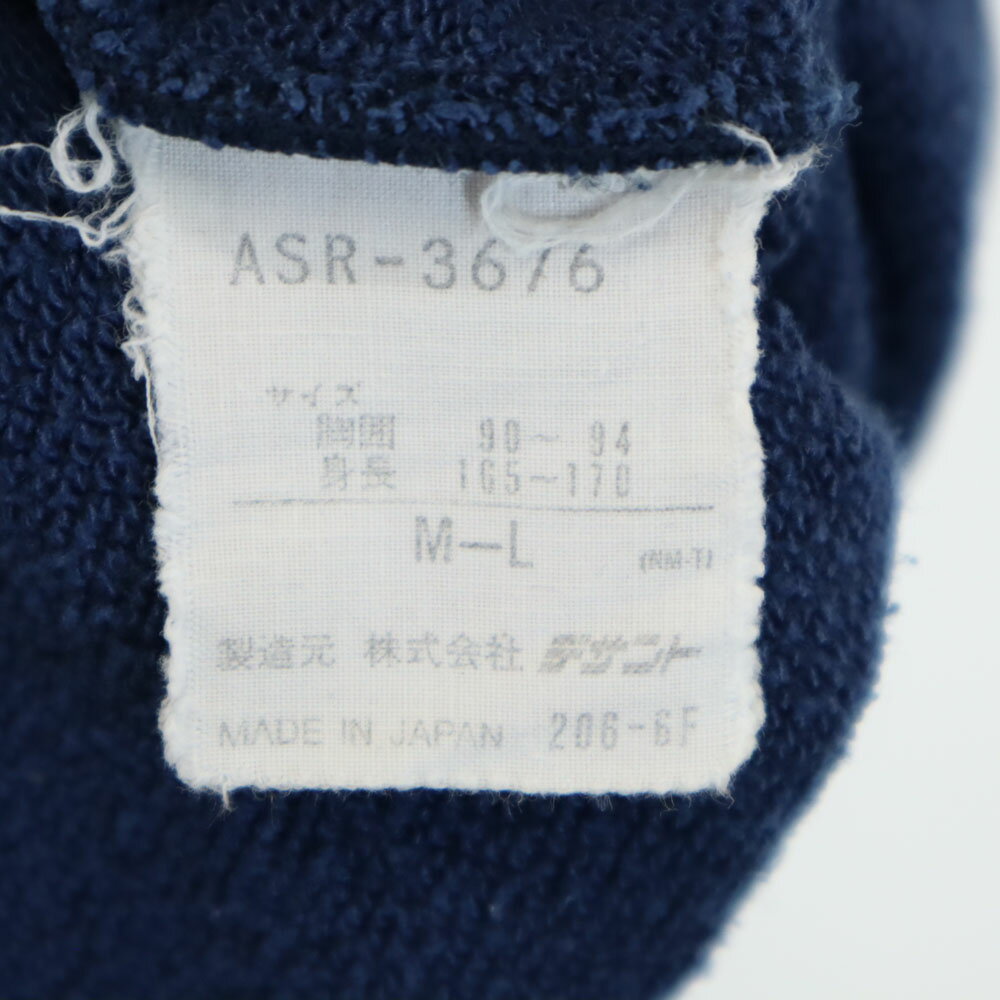 ASR-3676
サイズ
胸囲 90～94
身長 165～170
M-L
(NM-T)
製造元 株式会社 デサント
MADE IN JAPAN 206-6F